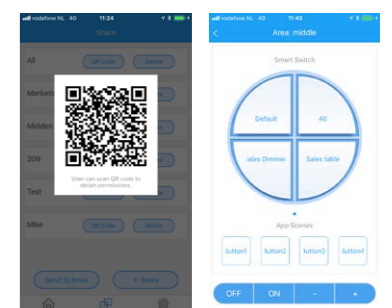 vodafone NL 4G 11:24
Share
All QR Code Delete
Marketi
Midden
209
User can scan QR code to
obtain permissions.
Test
Mike QR Code Delete
Send To Email + Share
vodafone NL 4G 11:43
< Area: middle
Smart Switch
Default 40
ales Dimmer Sales table
App Scenes
button1 button2 button3 button4
OFF ON - +